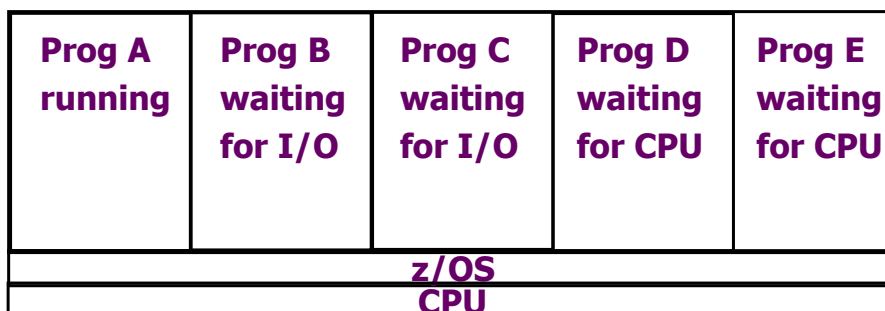 Prog A
running
Prog B
waiting
for I/O
Prog C
waiting
for I/O
Prog D
waiting
for CPU
Prog E
waiting
for CPU
z/OS
CPU